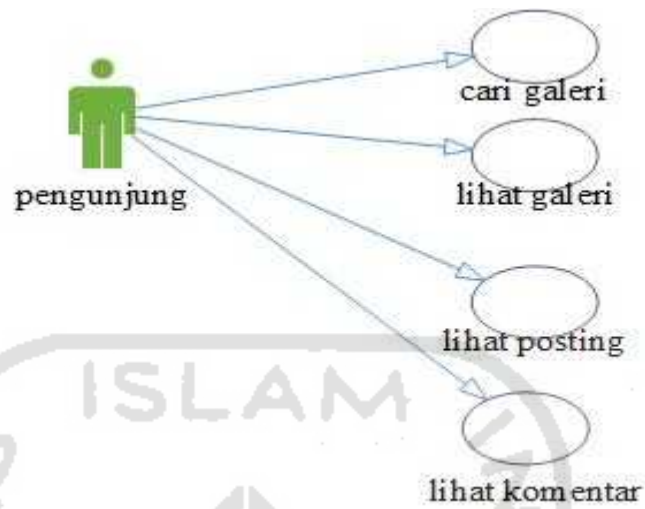 cari galeri
pengunjung
lihat galeri
lihat posting
ISLAM
lihat komentar